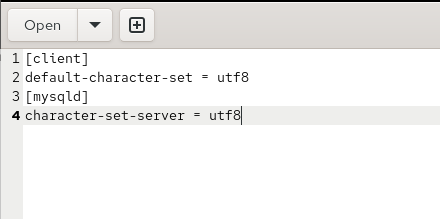 Open
1 [client]
2 default-character-set = utf8
3 [mysqld]
4 character-set-server = utf8